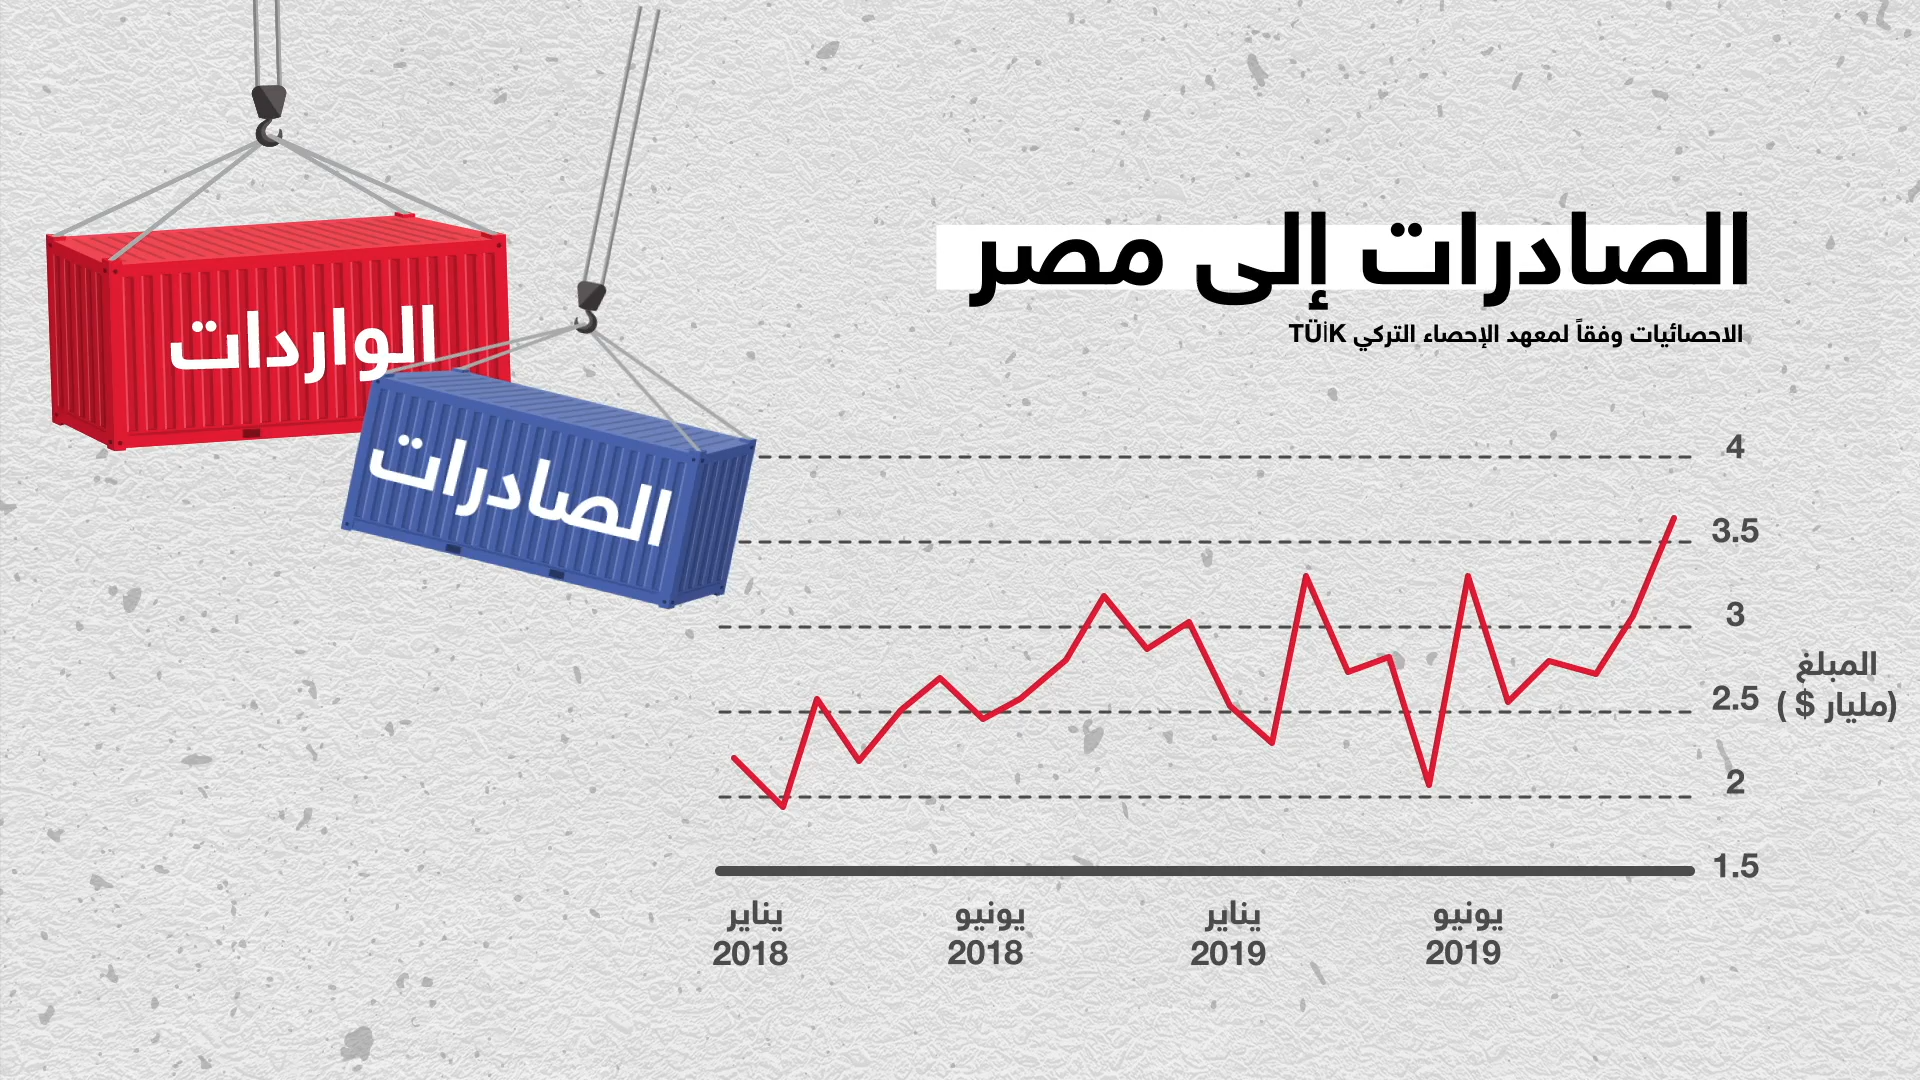 الصادرات إلى مصر
الاحصائيات وفقاً لمعهد الإحصاء التركي TÜİK
الواردات
الصادرات
4
3.5
3
2.5
2
1.5
المبلغ
(مليار $ )
يناير
2018
يونيو
2018
يناير
2019
يونيو
2019